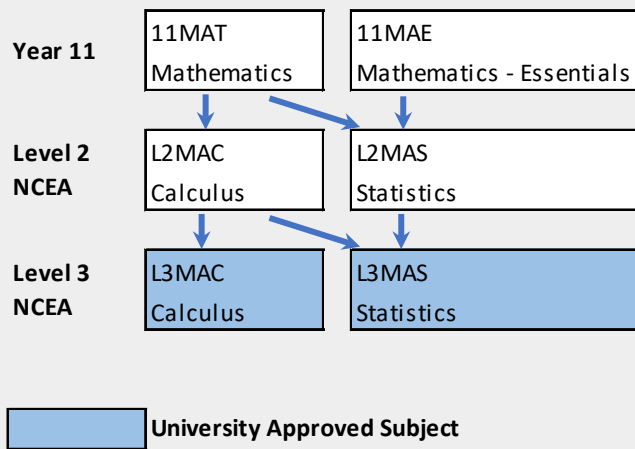 Year 11
11MAT
Mathematics
11MAE
Mathematics - Essentials
Level 2
NCEA
L2MAC
Calculus
L2MAS
Statistics
Level 3
NCEA
L3MAC
Calculus
L3MAS
Statistics
University Approved Subject